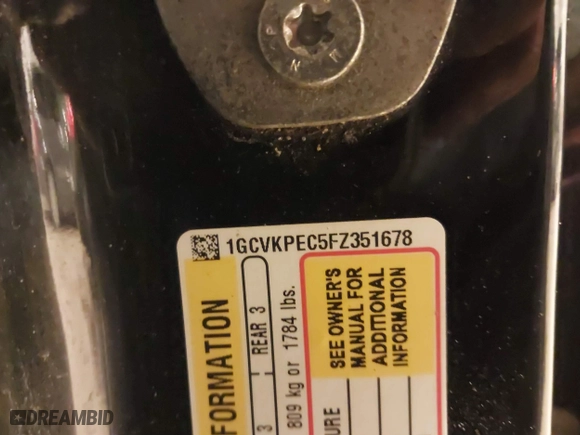 1GCVKPEC5FZ351678
FORMATION
3 : REAR 3
809 kg or 1784 lbs.
SEE OWNER'S
MANUAL FOR
ADDITIONAL
INFORMATION
URE
DREAMBID